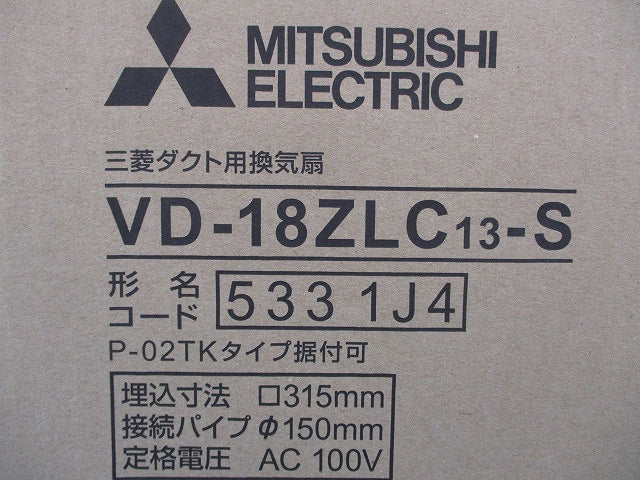 MITSUBISHI
ELECTRIC
三菱ダクト用換気扇
VD-18ZLC13-S
形名
コード 5331J4
P-02TKタイプ据付可
埋込寸法 □315mm
接続パイプ φ150mm
定格電圧 AC 100V